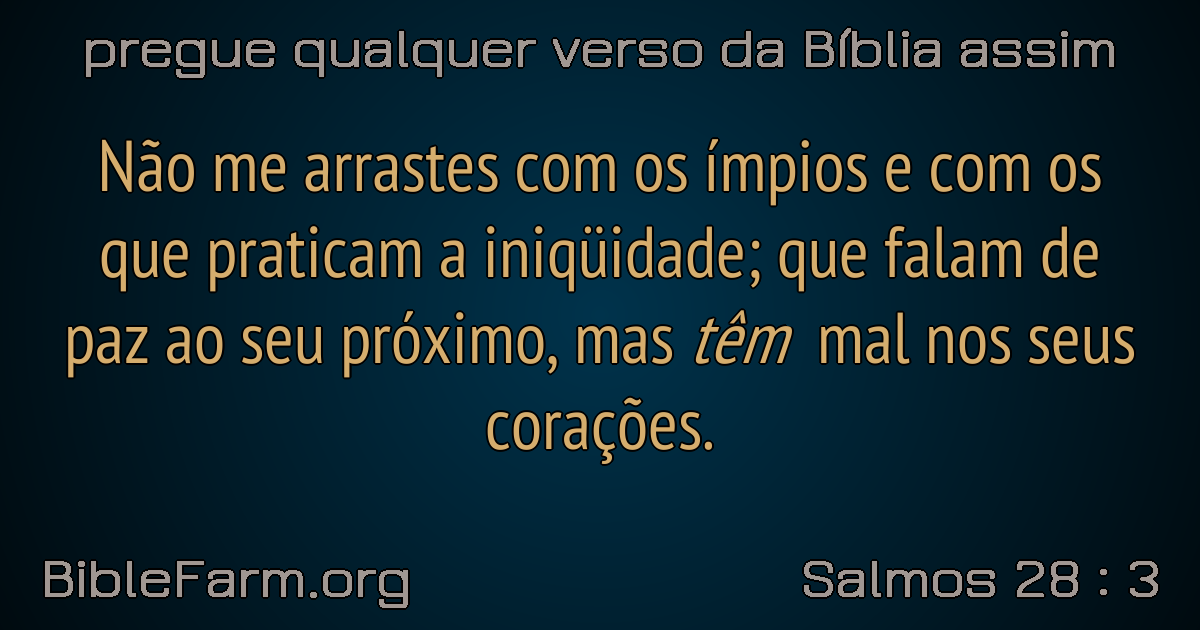 pregue qualquer verso da Bíblia assim
Não me arrastes com os ímpios e com os
que praticam a iniqüidade; que falam de
paz ao seu próximo, mas têm mal nos seus
corações.
BibleFarm.org
Salmos 28 : 3